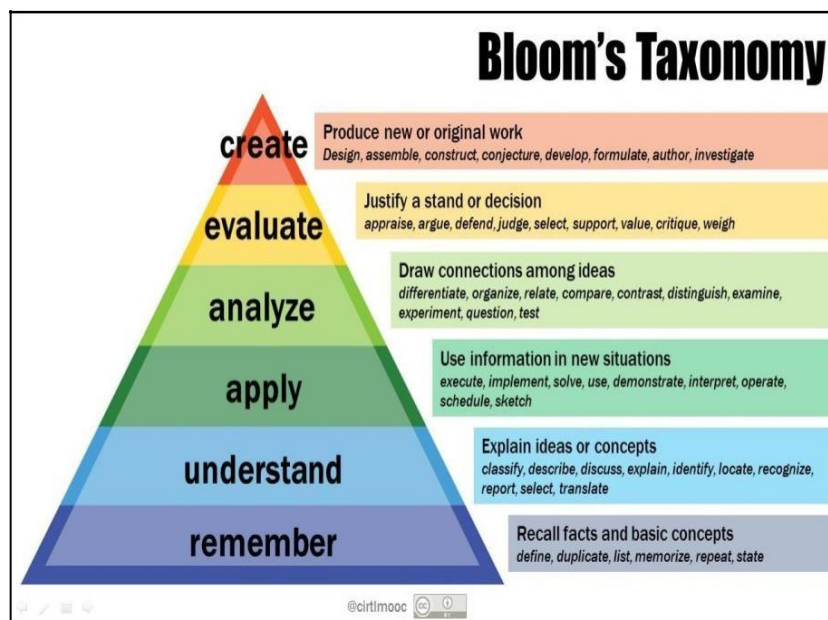 Bloom's Taxonomy
create
Produce new or original work
Design, assemble, construct, conjecture, develop, formulate, author, investigate
evaluate
Justify a stand or decision
appraise, argue, defend, judge, select, support, value, critique, weigh
analyze
Draw connections among ideas
differentiate, organize, relate, compare, contrast, distinguish, examine,
experiment, question, test
apply
Use information in new situations
execute, implement, solve, use, demonstrate, interpret, operate,
schedule, sketch
understand
Explain ideas or concepts
classify, describe, discuss, explain, identify, locate, recognize,
report, select, translate
remember
Recall facts and basic concepts
define, duplicate, list, memorize, repeat, state
@cirtlmooc
cc